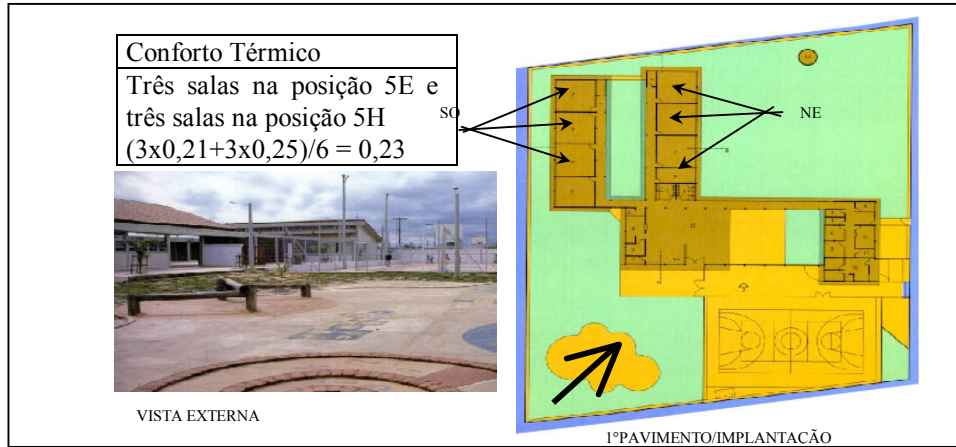 Conforto Térmico
Três salas na posição 5E e
três salas na posição 5H
(3x0,21+3x0,25)/6 = 0,23
SO
NE
VISTA EXTERNA
1°PAVIMENTO/IMPLANTAÇÃO